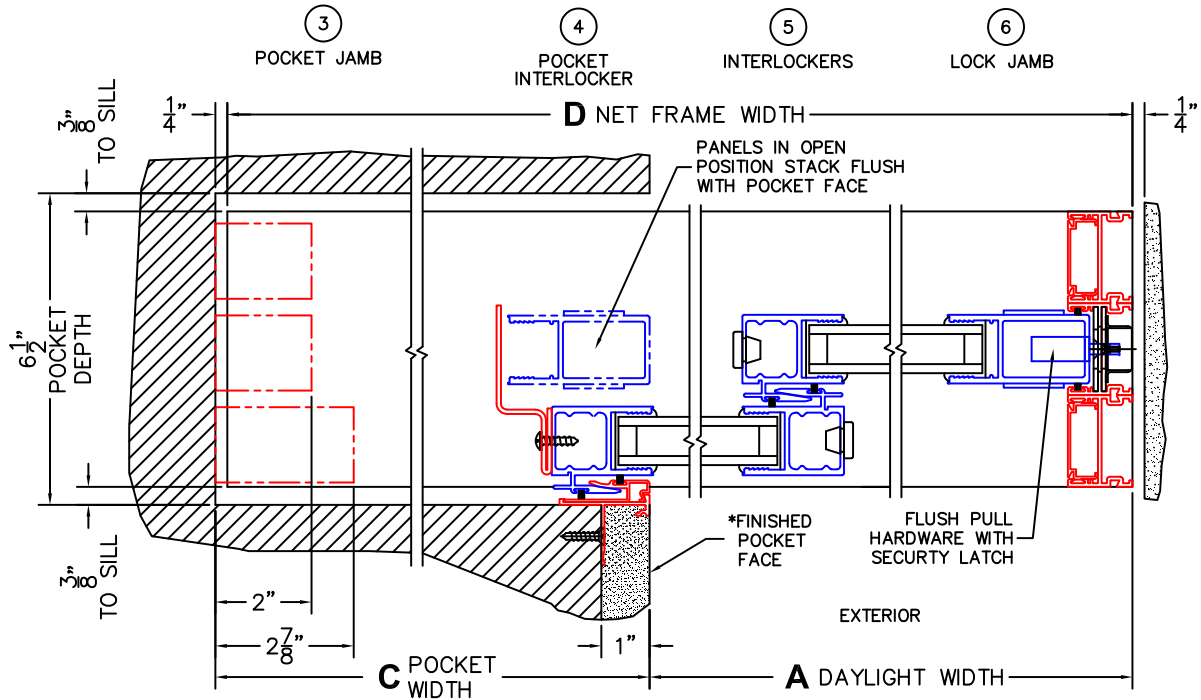 3
POCKET JAMB
4
POCKET
INTERLOCKER
5
INTERLOCKERS
6
LOCK JAMB
3/8"
TO SILL
1/4"
D NET FRAME WIDTH
1/4"
PANELS IN OPEN
POSITION STACK FLUSH
WITH POCKET FACE
6 1/2"
POCKET
DEPTH
*FINISHED
POCKET
FACE
FLUSH PULL
HARDWARE WITH
SECURTY LATCH
3/8"
TO SILL
2"
2 7/8"
1"
EXTERIOR
C POCKET
WIDTH
A DAYLIGHT WIDTH